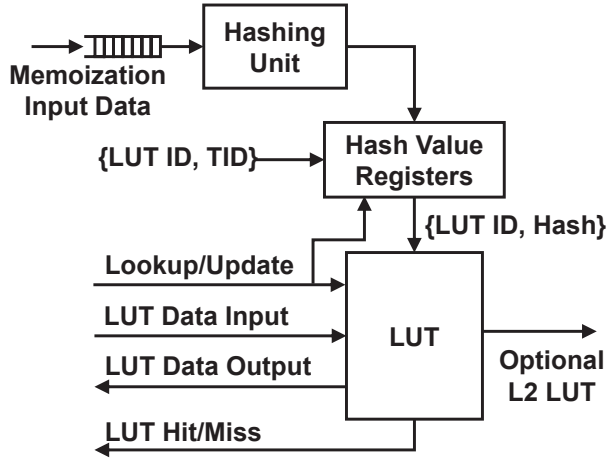 Hashing
Unit
Memoization
Input Data
{LUT ID, TID}
Hash Value
Registers
{LUT ID, Hash}
Lookup/Update
LUT Data Input
LUT
LUT Data Output
Optional
L2 LUT
LUT Hit/Miss